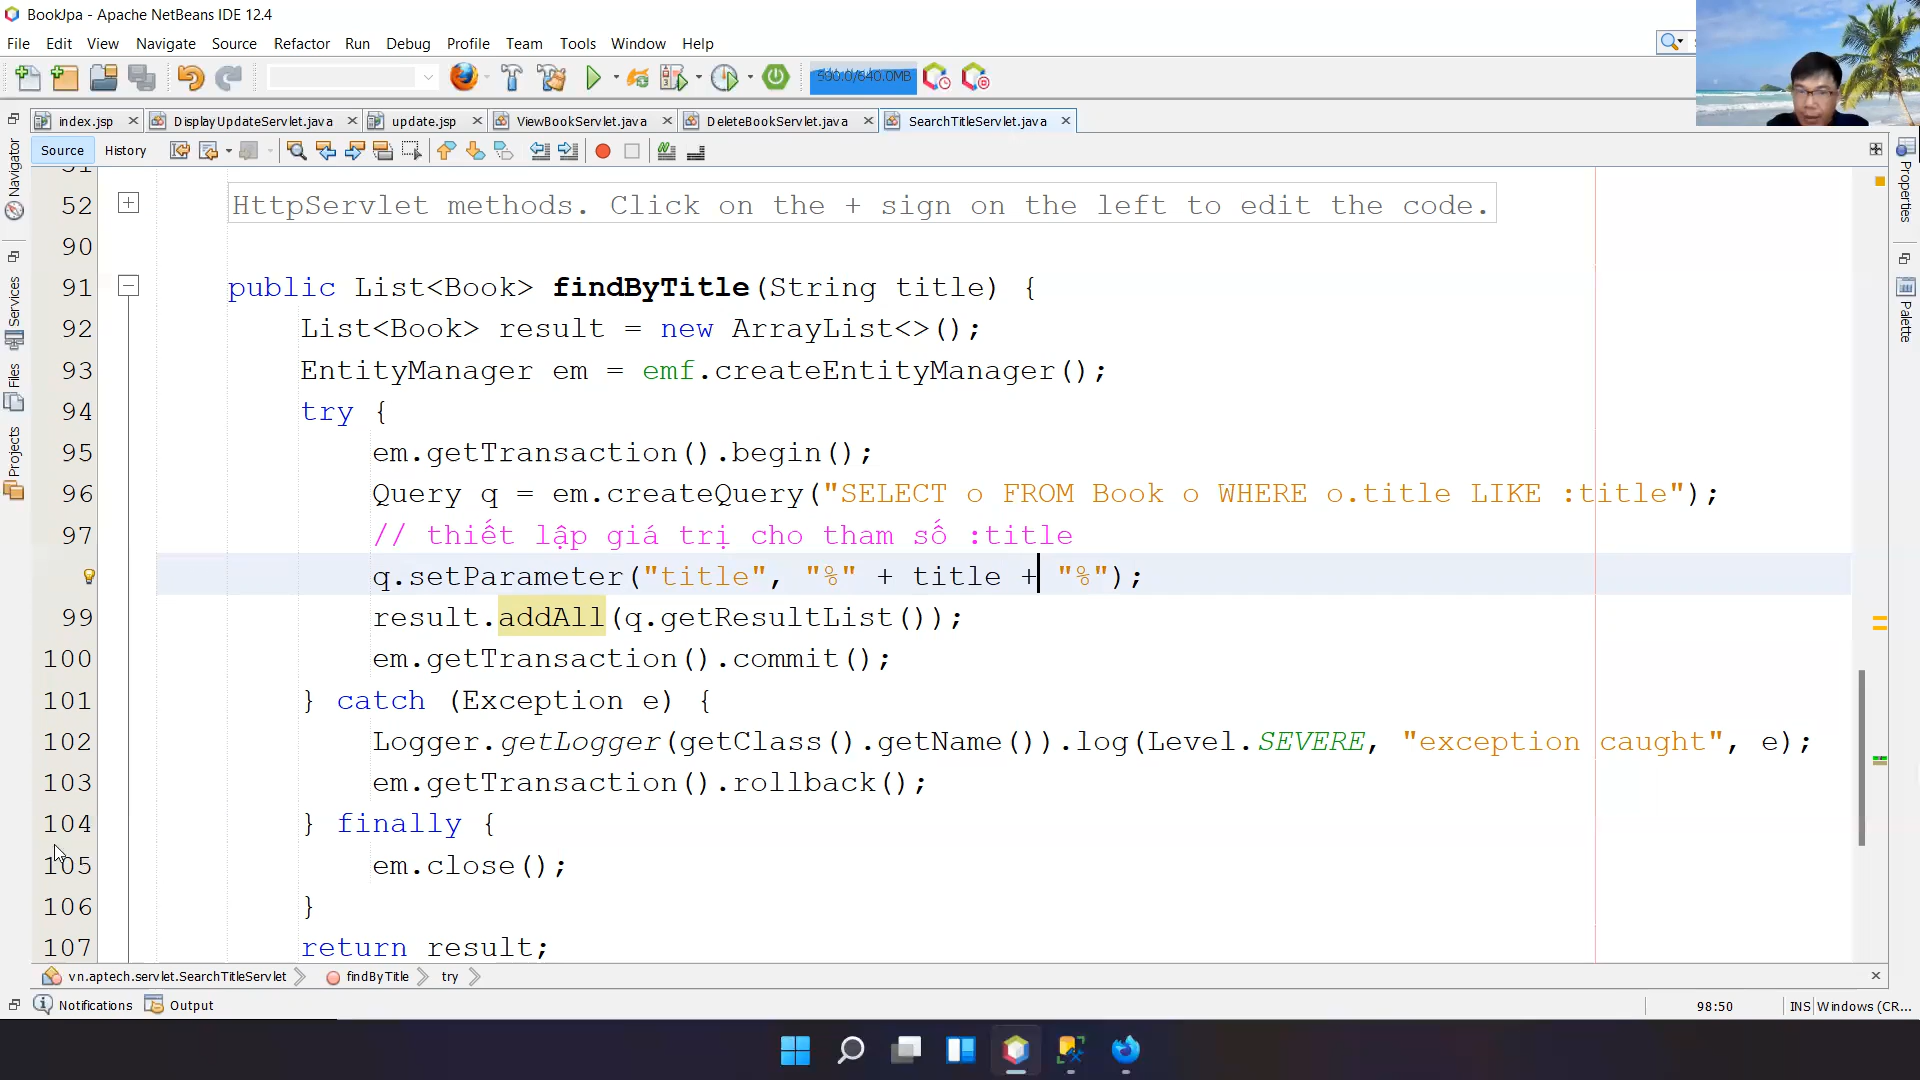 BookJpa - Apache NetBeans IDE 12.4
File Edit View Navigate Source Refactor Run Debug Profile Team Tools Window Help
index.jsp DisplayUpdateServlet.java update.jsp ViewBookServlet.java DeleteBookServlet.java SearchTitleServlet.java
Source History
Navigator
Services
Files
Projects
Properties
Palette
52 HttpServlet methods. Click on the + sign on the left to edit the code.
90
91 public List<Book> findByTitle(String title) {
92 List<Book> result = new ArrayList<>();
93 EntityManager em = emf.createEntityManager();
94 try {
95 em.getTransaction().begin();
96 Query q = em.createQuery("SELECT o FROM Book o WHERE o.title LIKE :title");
97 // thiết lập giá trị cho tham số :title
q.setParameter("title", "%" + title + "%");
99 result.addAll(q.getResultList());
100 em.getTransaction().commit();
101 } catch (Exception e) {
102 Logger.getLogger(getClass().getName()).log(Level.SEVERE, "exception caught", e);
103 em.getTransaction().rollback();
104 } finally {
105 em.close();
106 }
107 return result;
vn.aptech.servlet.SearchTitleServlet findByTitle try
Notifications Output 98:50 INS Windows (CR...